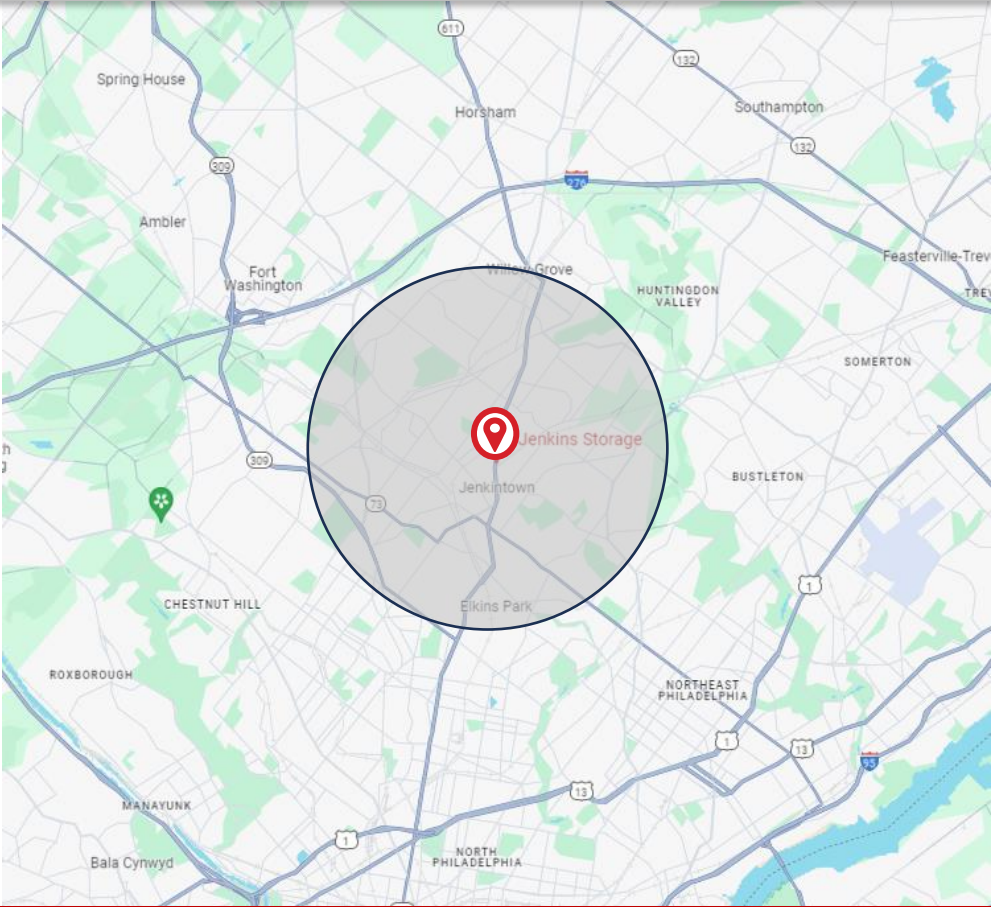 611
132
Spring House
Southampton
Horsham
132
309
276
Ambler
Feasterville-Trev
Willow Grove
Fort
Washington
HUNTINGDON
VALLEY
TREV
SOMERTON
Jenkins Storage
h
g
309
BUSTLETON
Jenkintown
73
1
CHESTNUT HILL
Elkins Park
ROXBOROUGH
NORTHEAST
PHILADELPHIA
1
13
95
13
MANAYUNK
1
NORTH
PHILADELPHIA
Bala Cynwyd